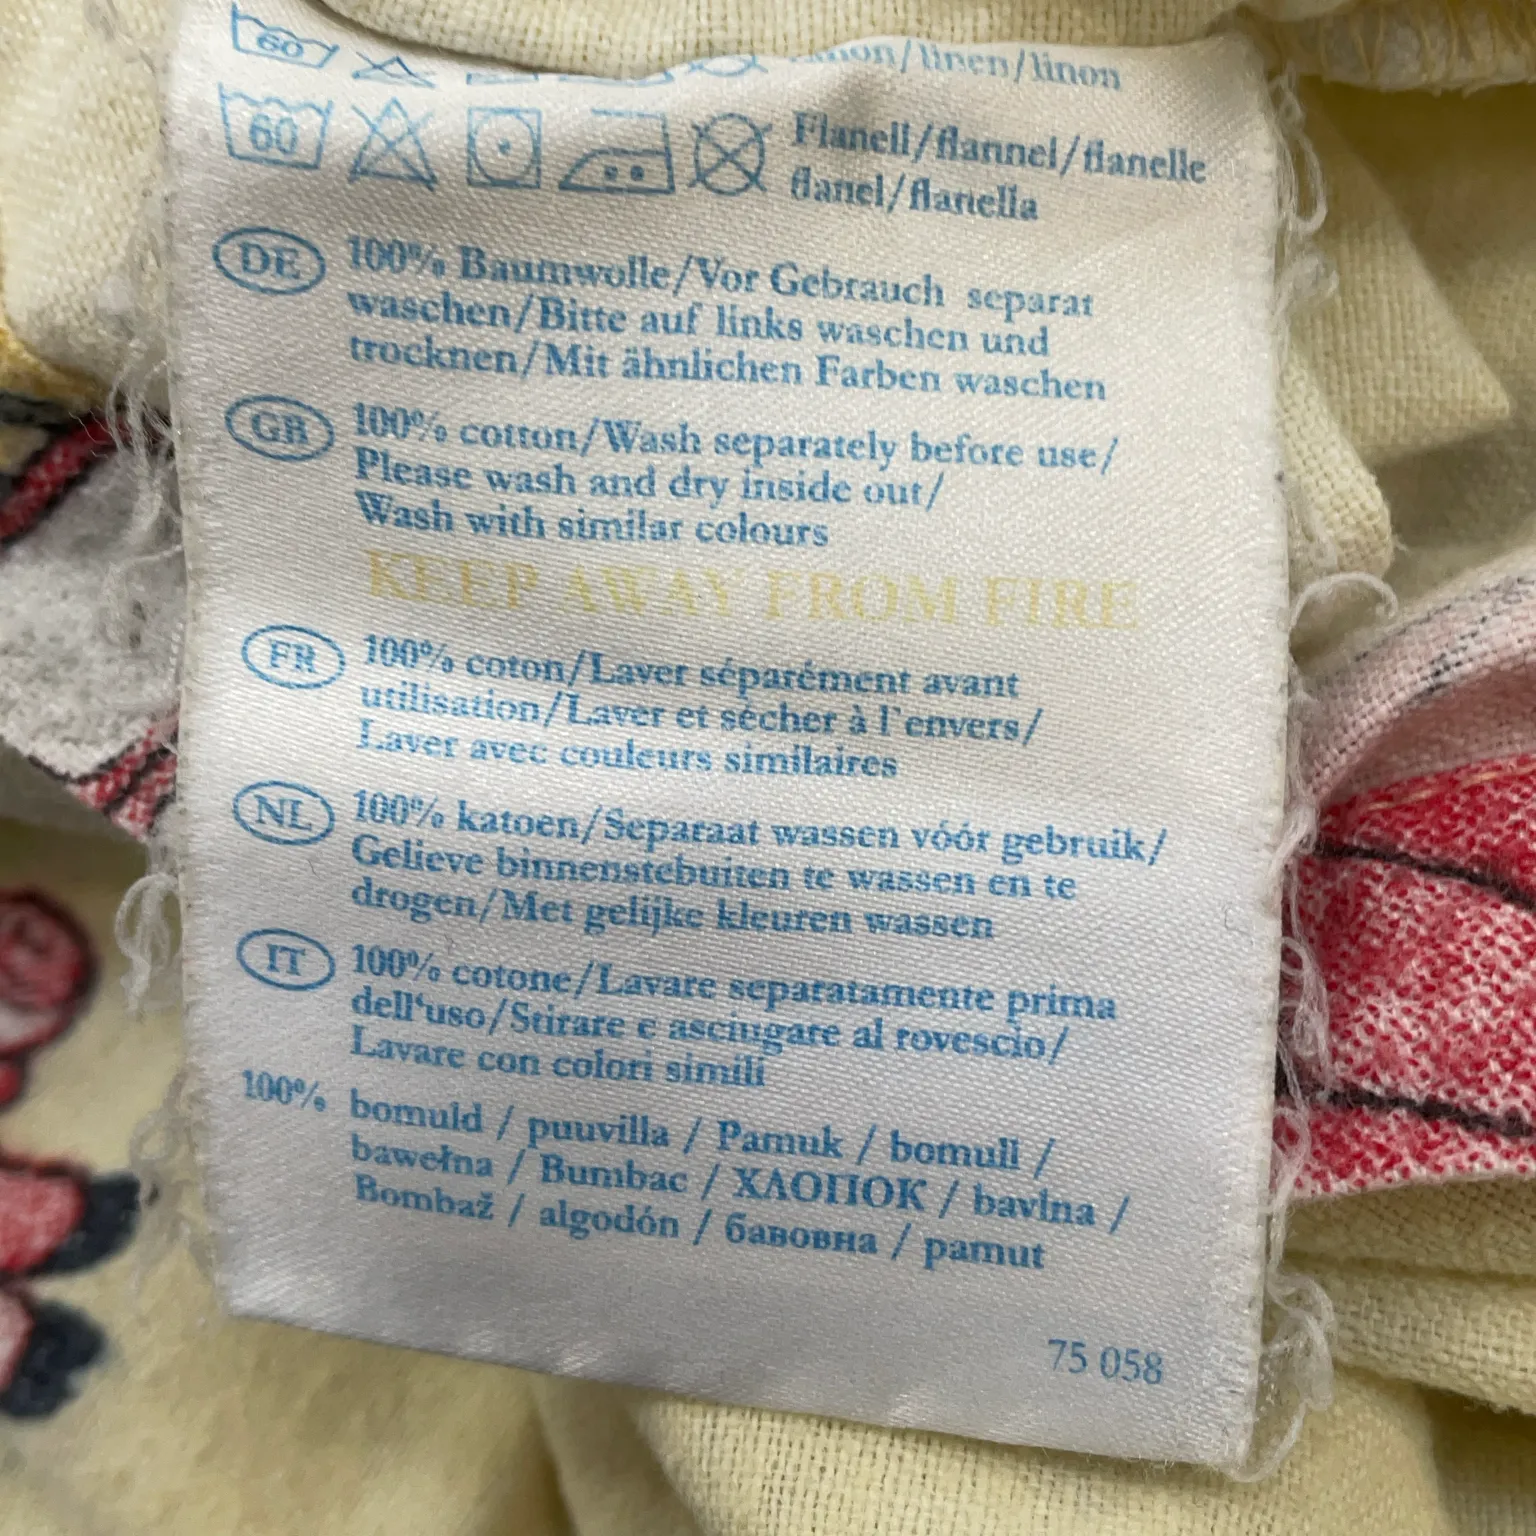 60 /linen/linon
60 Flanell/flannel/flanelle
flanel/flanella
DE 100% Baumwolle/Vor Gebrauch separat
waschen/Bitte auf links waschen und
trocknen/Mit ähnlichen Farben waschen
GR 100% cotton/Wash separately before use/
Please wash and dry inside out/
Wash with similar colours
KEEP AWAY FROM FIRE
FR 100% coton/Laver séparément avant
utilisation/Laver et sécher à l'envers/
Laver avec couleurs similaires
NL 100% katoen/Separaat wassen vóór gebruik/
Gelieve binnenstebuiten te wassen en te
drogen/Met gelijke kleuren wassen
IT 100% cotone/Lavare separatamente prima
dell'uso/Stirare e asciugare al rovescio/
Lavare con colori simili
100% bomuld / puuvilla / Pamuk / bomull /
bawełna / Bumbac / ХЛОПОК / bavlna /
Bombaž / algodón / бавовна / pamut
75 058